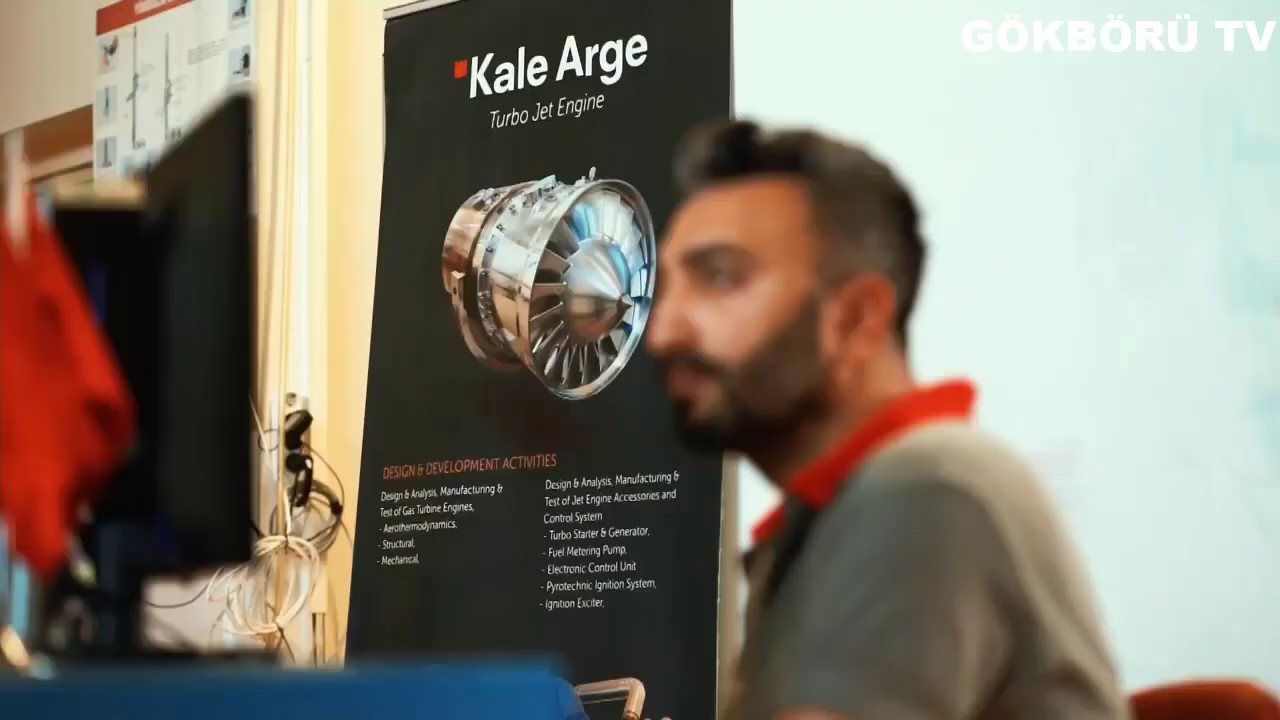 GÖKBÖRÜ TV
Kale Arge
Turbo Jet Engine
DESIGN & DEVELOPMENT ACTIVITIES
Design & Analysis, Manufacturing &
Test of Gas Turbine Engines,
- Aerothermodynamics,
- Structural,
- Mechanical,
Design & Analysis, Manufacturing &
Test of Jet Engine Accessories and
Control System
- Turbo Starter & Generator,
- Fuel Metering Pump,
- Electronic Control Unit
- Pyrotechnic Ignition System,
- Ignition Exciter,